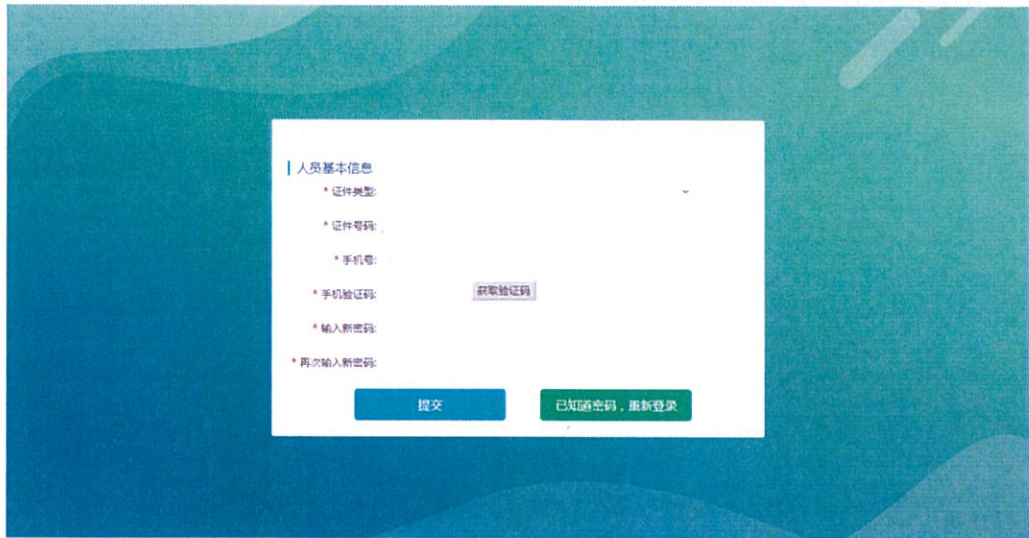 人员基本信息
* 证件类型:
* 证件号码:
* 手机号:
* 手机验证码: 获取验证码
* 输入新密码:
* 再次输入新密码:
提交 已知道密码，重新登录